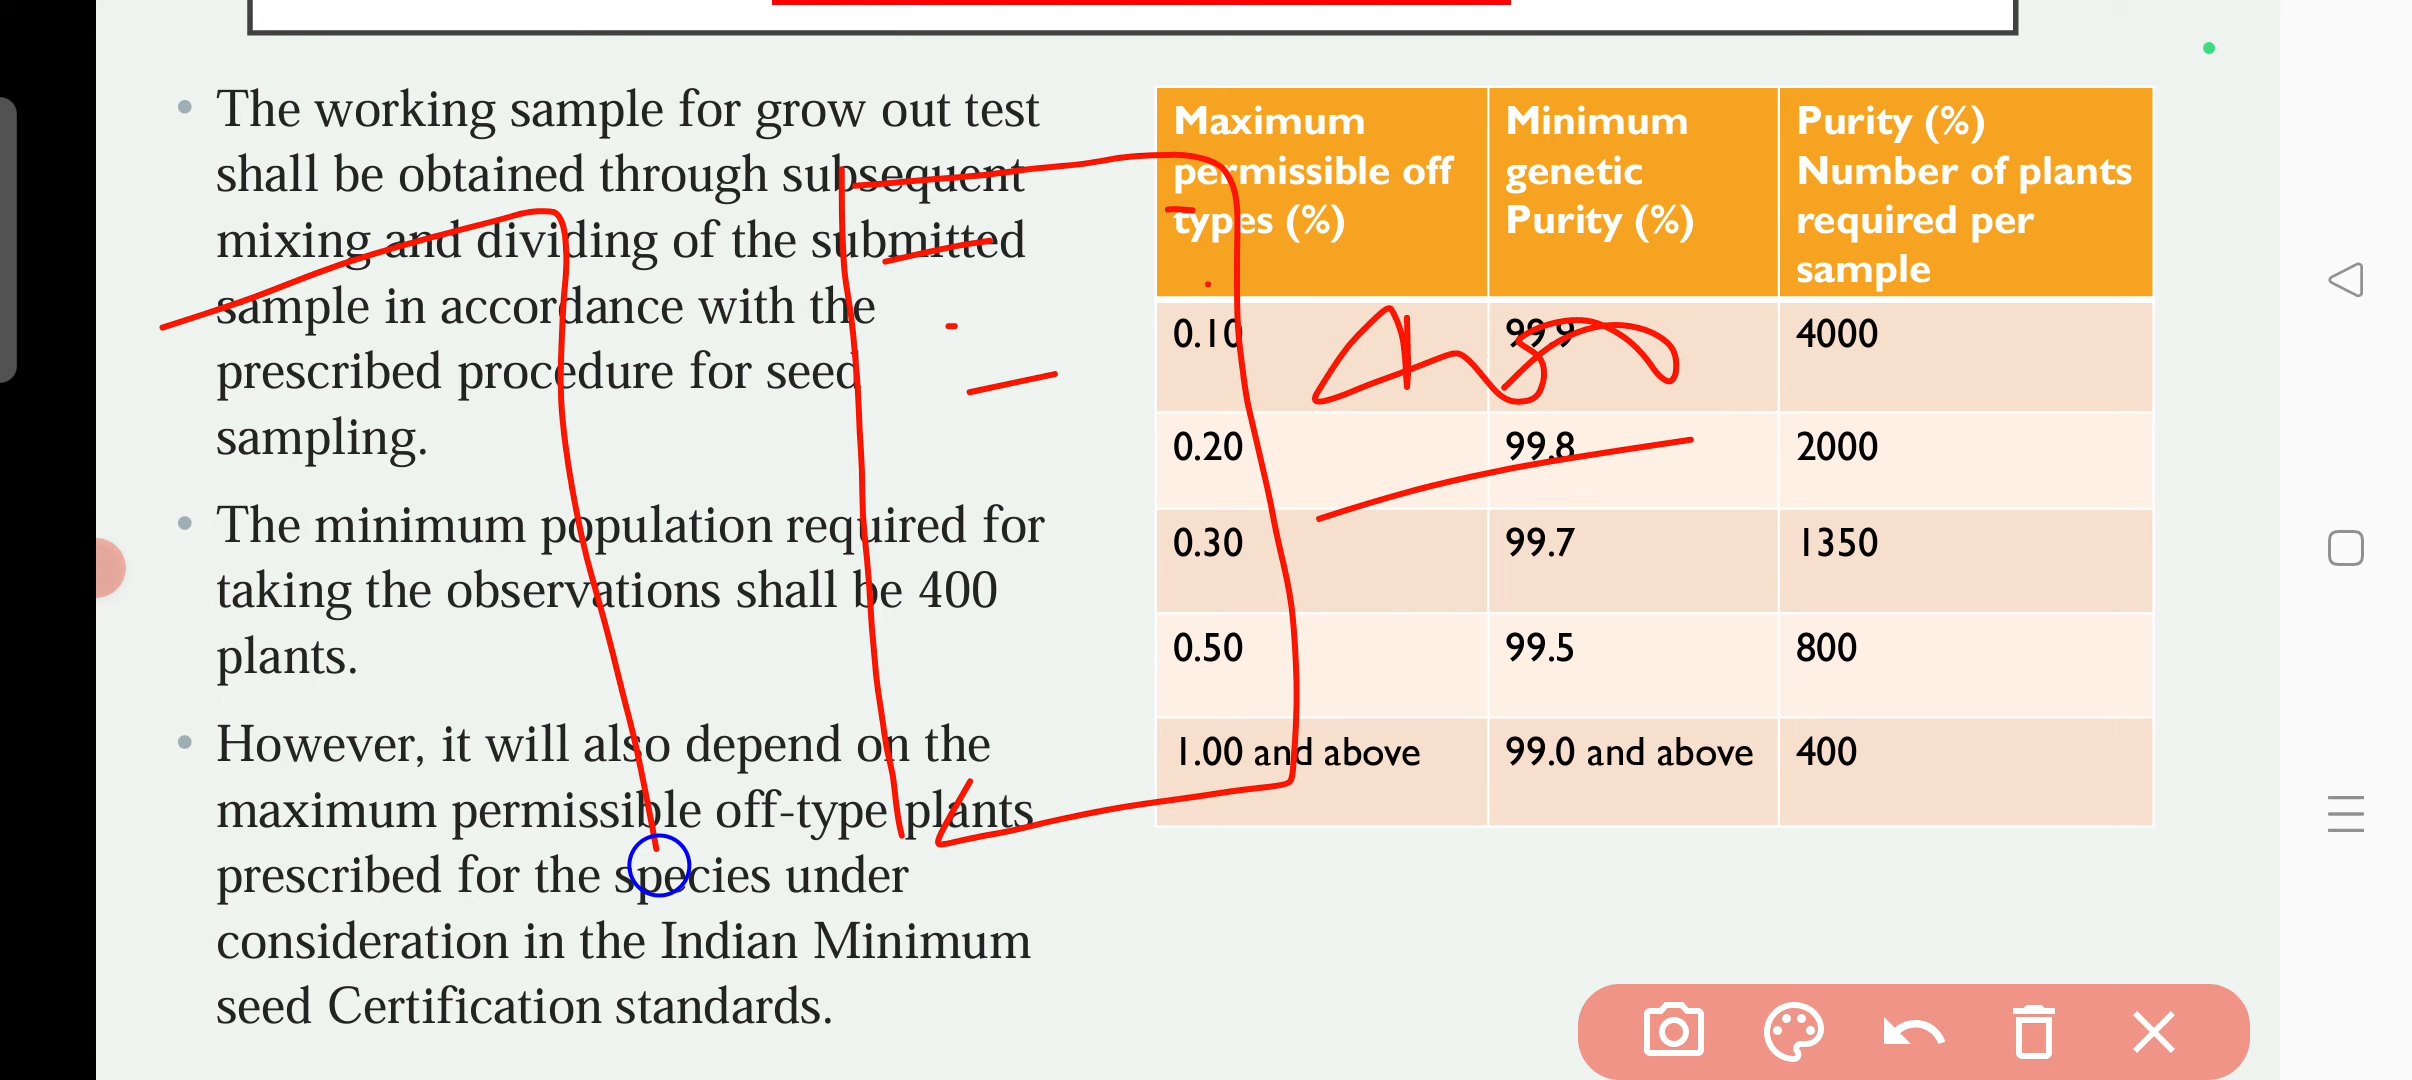 • The working sample for grow out test
shall be obtained through subsequent
mixing and dividing of the submitted
sample in accordance with the
prescribed procedure for seed
sampling.
• The minimum population required for
taking the observations shall be 400
plants.
• However, it will also depend on the
maximum permissible off-type plants
prescribed for the species under
consideration in the Indian Minimum
seed Certification standards.
Maximum
permissible off
types (%)
Minimum
genetic
Purity (%)
Purity (%)
Number of plants
required per
sample
0.10 99.9 4000
0.20 99.8 2000
0.30 99.7 1350
0.50 99.5 800
1.00 and above 99.0 and above 400